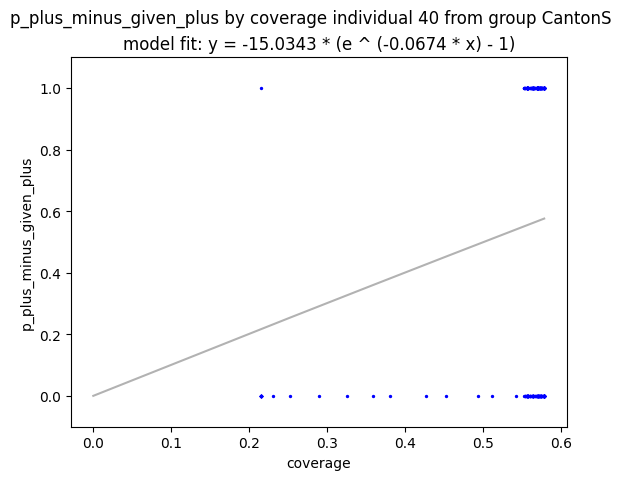 p_plus_minus_given_plus by coverage individual 40 from group CantonS
model fit: y = -15.0343 * (e ^ (-0.0674 * x) - 1)
p_plus_minus_given_plus
1.0
0.8
0.6
0.4
0.2
0.0
0.0 0.1 0.2 0.3 0.4 0.5 0.6
coverage